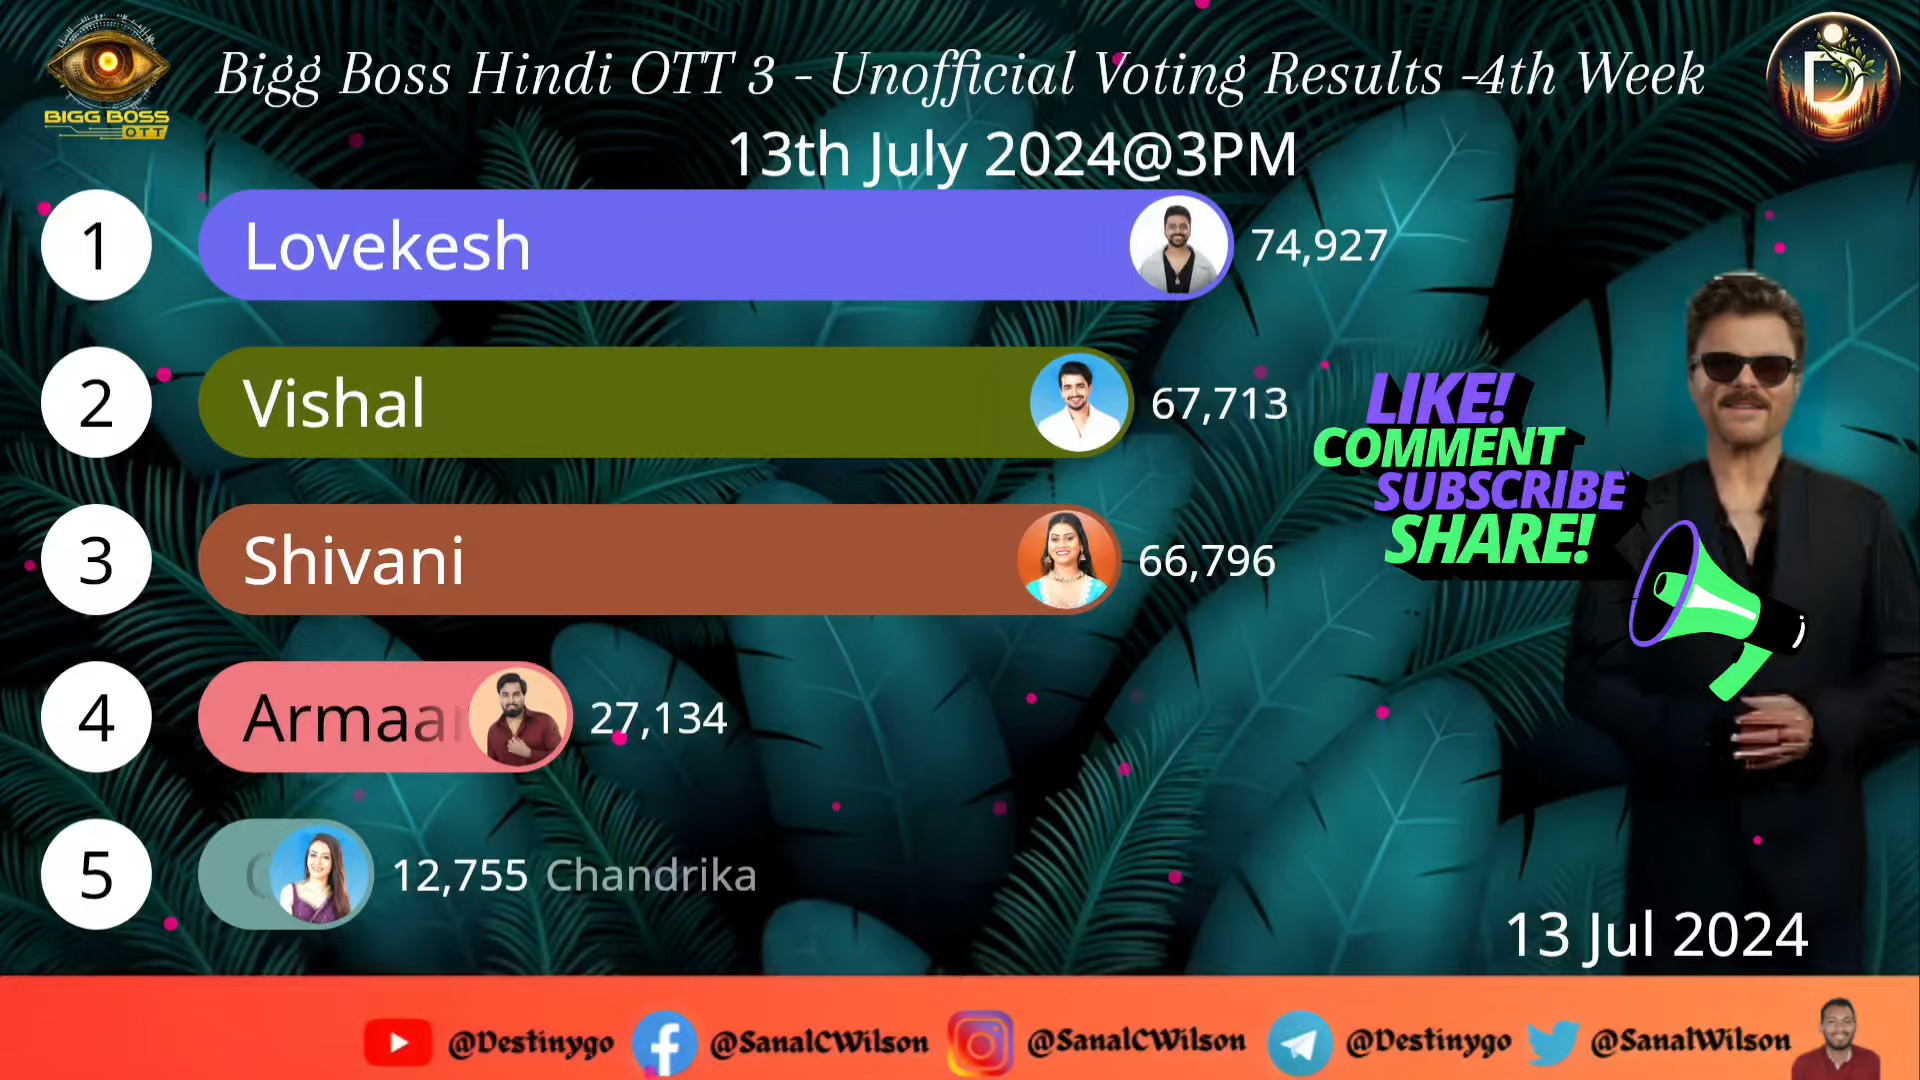 BIGG BOSS
OTT
Bigg Boss Hindi OTT 3 - Unofficial Voting Results -4th Week
D
13th July 2024@3PM
1 Lovekesh 74,927
2 Vishal 67,713
3 Shivani 66,796
4 Armaan 27,134
5 C 12,755 Chandrika
LIKE!
COMMENT
SUBSCRIBE
SHARE!
13 Jul 2024
@Destinygo @SanalCWilson @SanalCWilson @Destinygo @SanalWilson